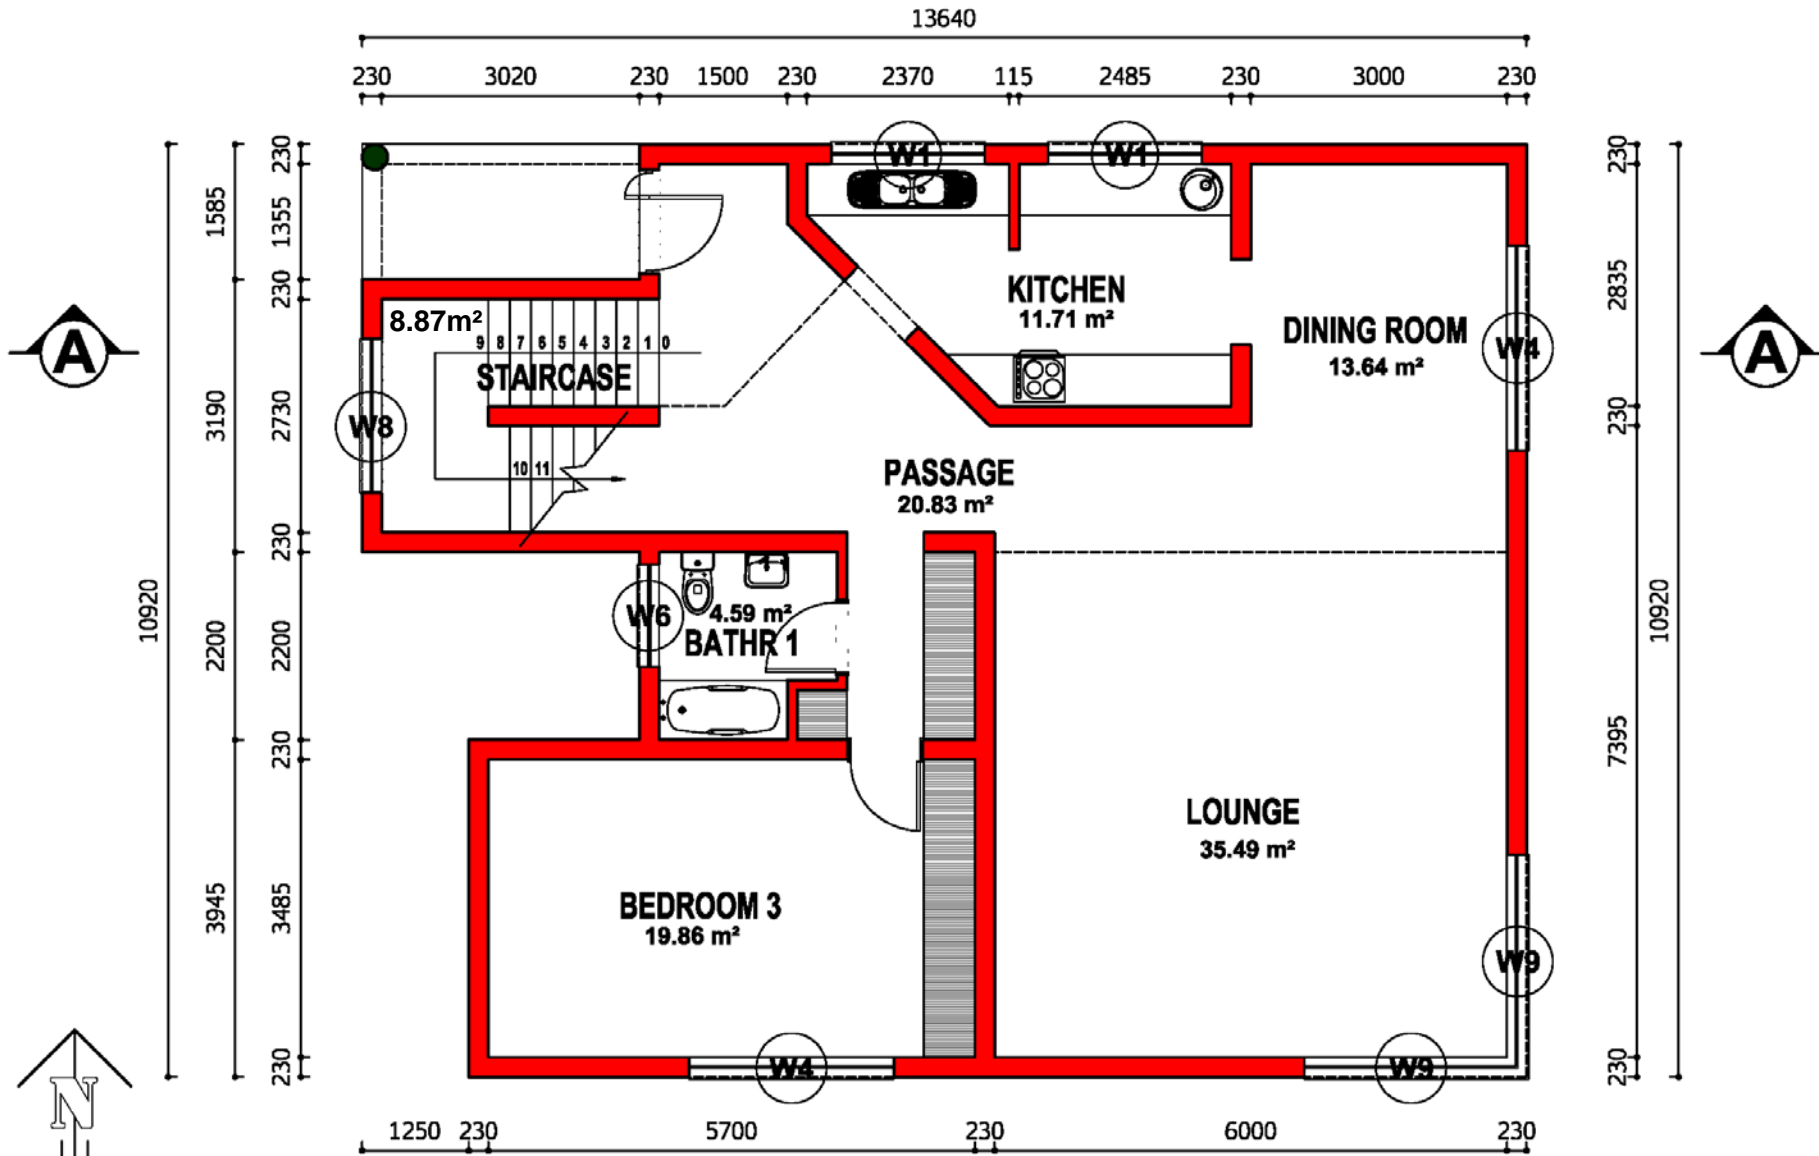 13640
230 3020 230 1500 230 2370 115 2485 230 3000 230
W1 W1
230
1585
1355
230
3190
2730
230
10920
2200
2200
230
3945
3485
230
230
2835
230
10920
7395
230
A
A
KITCHEN
11.71 m²
DINING ROOM
13.64 m²
W4
8.87m²
9 8 7 6 5 4 3 2 1 0
STAIRCASE
W8
10 11
PASSAGE
20.83 m²
W6
4.59 m²
BATHR 1
LOUNGE
35.49 m²
BEDROOM 3
19.86 m²
W9
W4
W9
N
1250 230 5700 230 6000 230